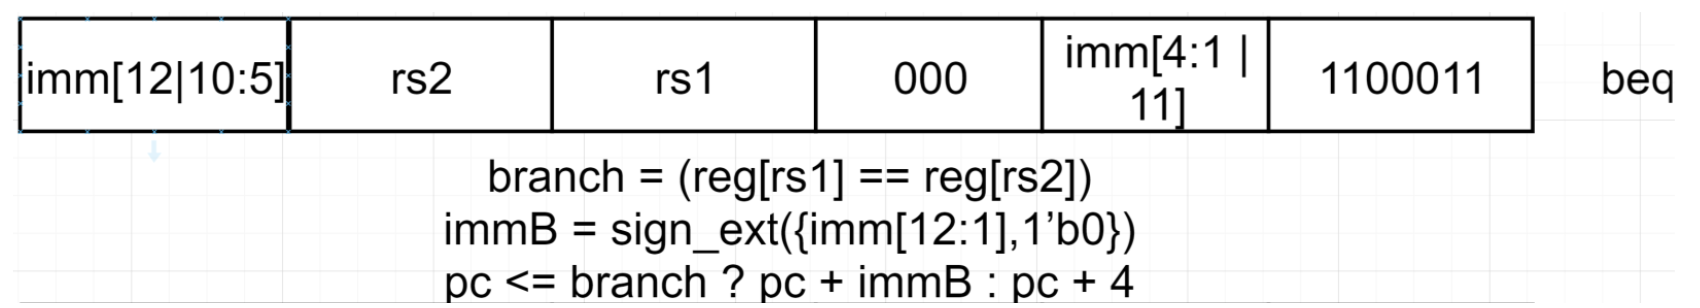 imm[12|10:5] rs2 rs1 000 imm[4:1 | 11] 1100011 beq
branch = (reg[rs1] == reg[rs2])
immB = sign_ext({imm[12:1],1’b0})
pc <= branch ? pc + immB : pc + 4